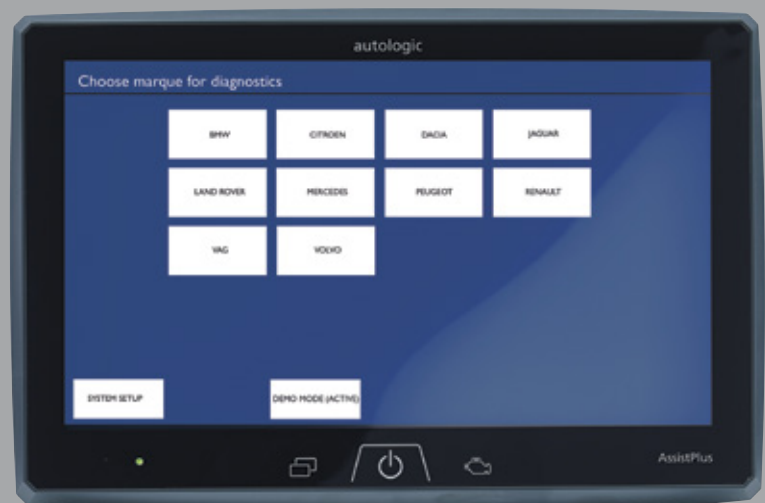 autologic
Choose marque for diagnostics
BMW
CITROEN
DACIA
JAGUAR
LAND ROVER
MERCEDES
PEUGEOT
RENAULT
VAG
VOLVO
SYSTEM SETUP
DEMO MODE (ACTIVE)
AssistPlus